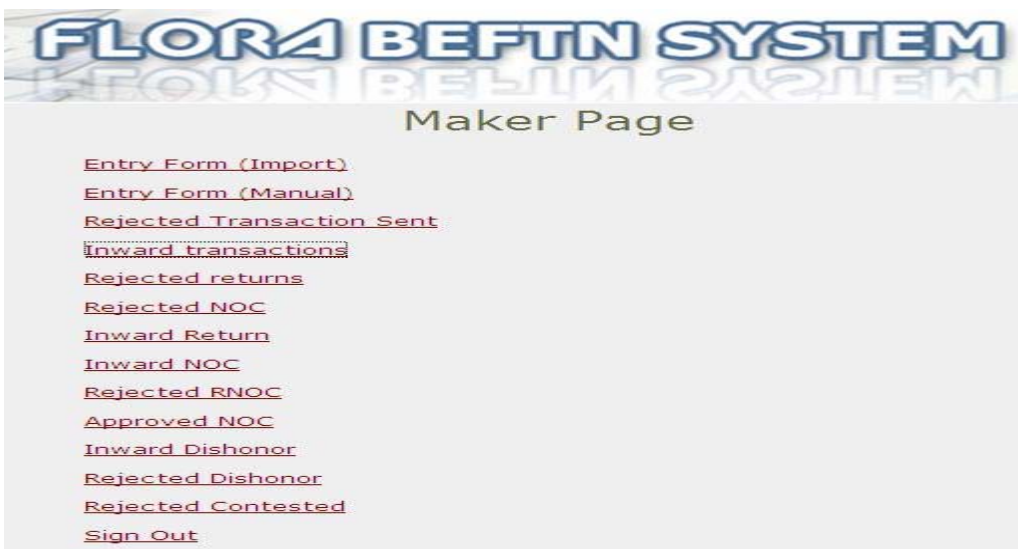 FLORA BEFTN SYSTEM
Maker Page
Entry Form (Import)
Entry Form (Manual)
Rejected Transaction Sent
Inward transactions
Rejected returns
Rejected NOC
Inward Return
Inward NOC
Rejected RNOC
Approved NOC
Inward Dishonor
Rejected Dishonor
Rejected Contested
Sign Out